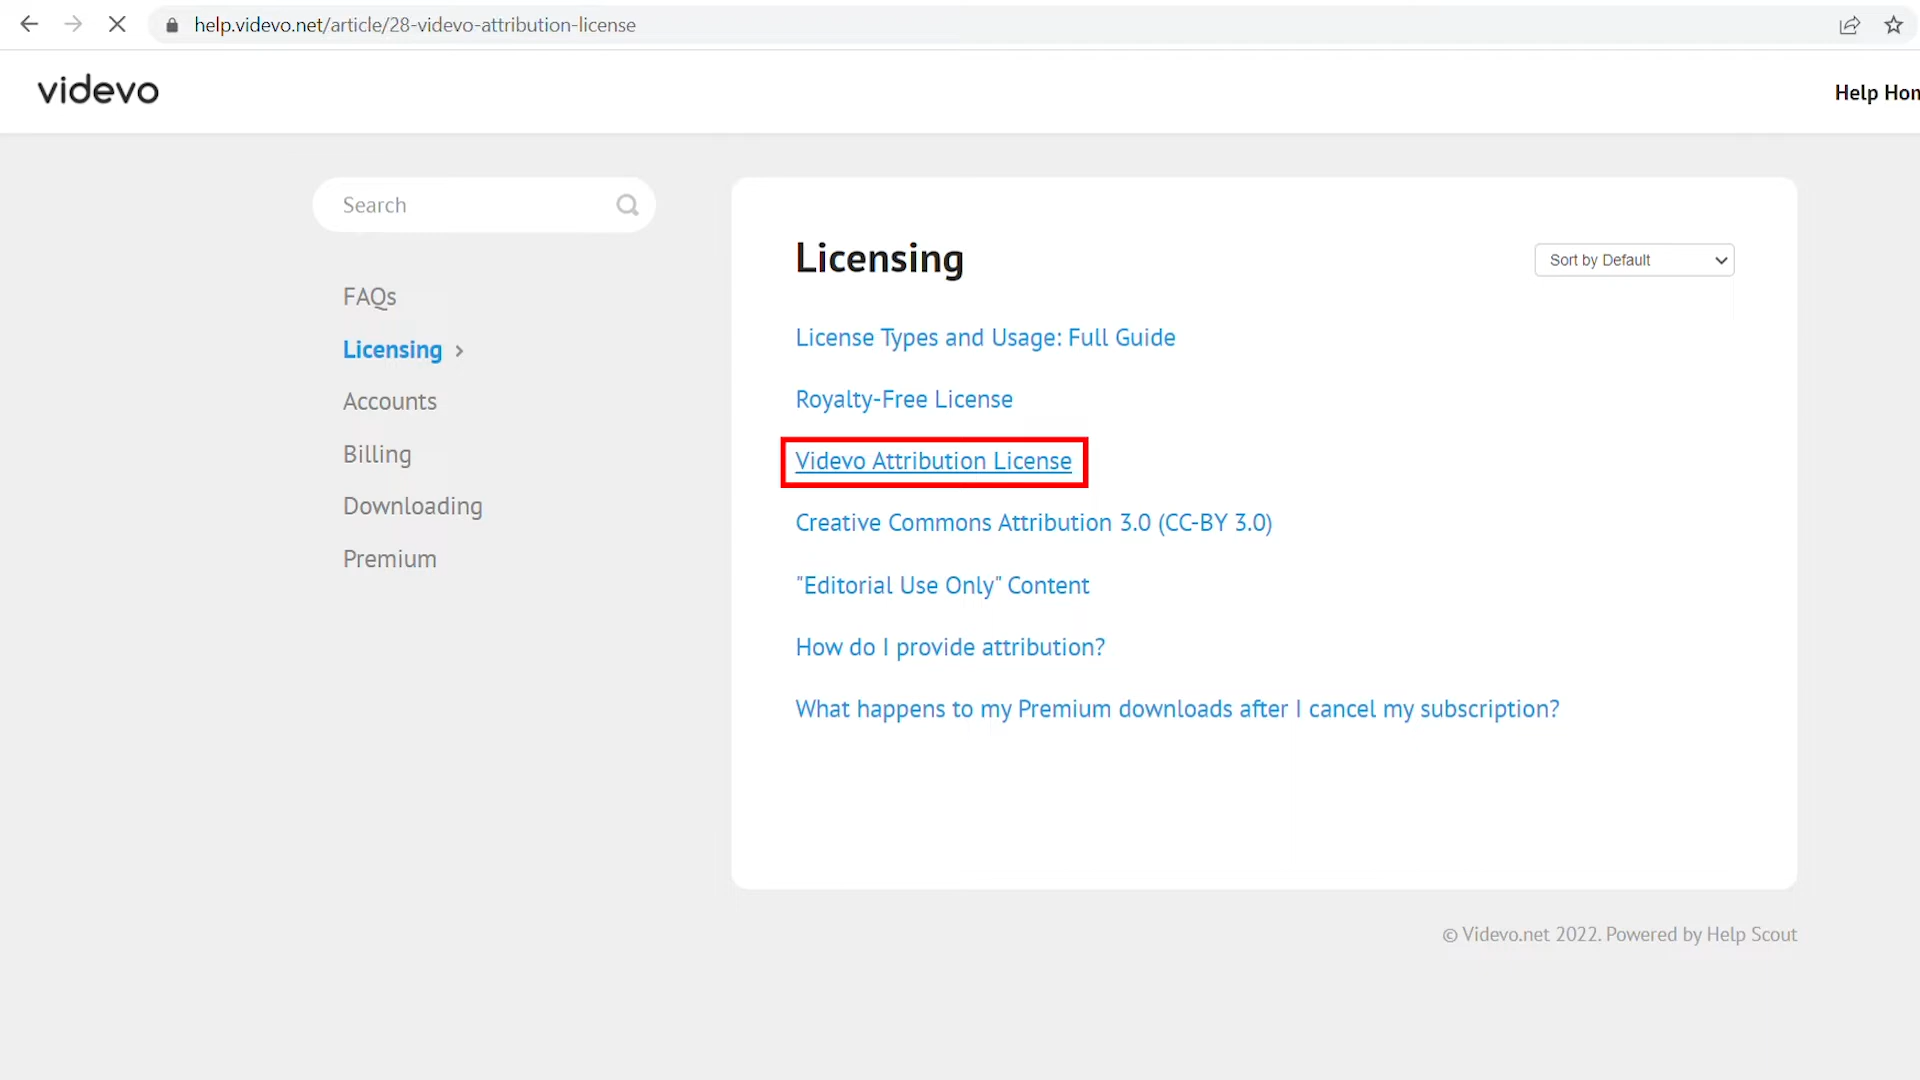 help.videvo.net/article/28-videvo-attribution-license
videvo
Help Hom
Search
FAQs
Licensing
Accounts
Billing
Downloading
Premium
Licensing
Sort by Default
License Types and Usage: Full Guide
Royalty-Free License
Videvo Attribution License
Creative Commons Attribution 3.0 (CC-BY 3.0)
"Editorial Use Only" Content
How do I provide attribution?
What happens to my Premium downloads after I cancel my subscription?
© Videvo.net 2022. Powered by Help Scout